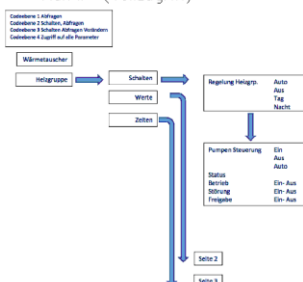 Codeebene 1 Abfragen
Codeebene 2 Schalten, Abfragen
Codeebene 3 Schalten Abfragen Verändern
Codeebene 4 Zugriff auf alle Parameter
Wärmetauscher
Heizgruppe
Schalten
Werte
Zeiten
Regelung Heizgrp. Auto
Aus
Tag
Nacht
Pumpen Steuerung Ein
Aus
Auto
Status
Betrieb Ein- Aus
Störung Ein- Aus
Freigabe Ein- Aus
Seite 2
Seite 3